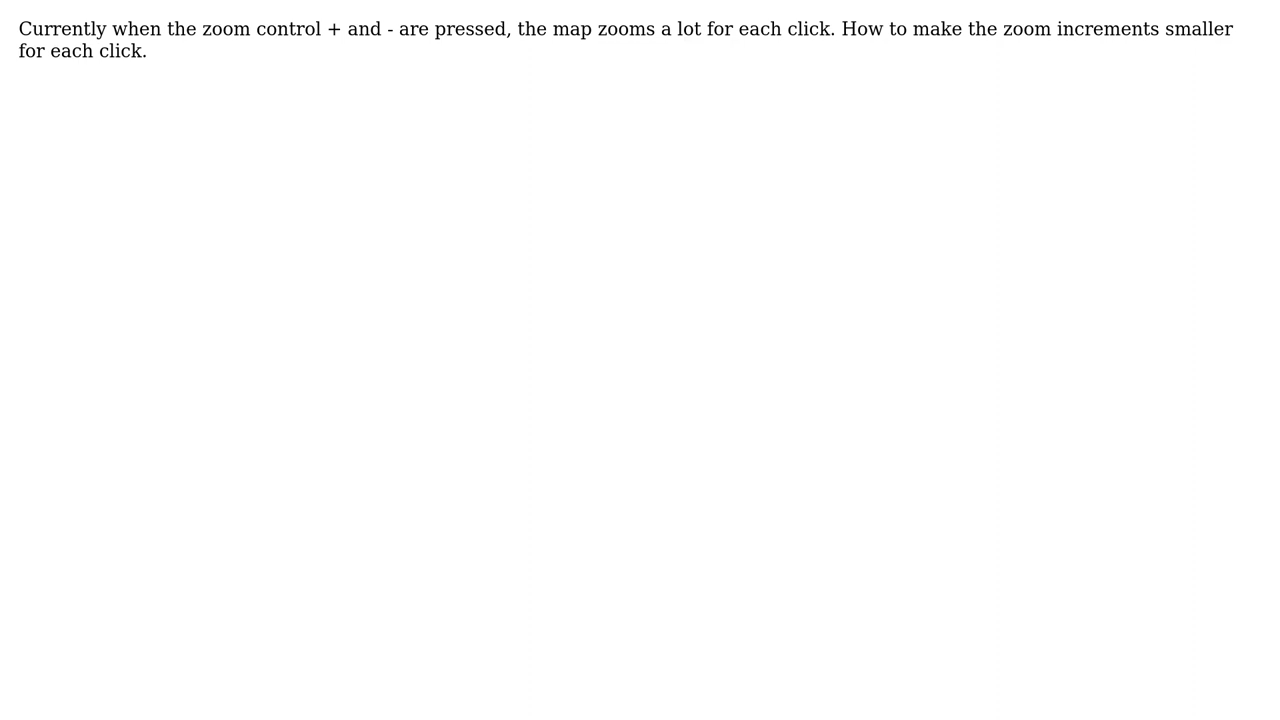 Currently when the zoom control + and - are pressed, the map zooms a lot for each click. How to make the zoom increments smaller
for each click.